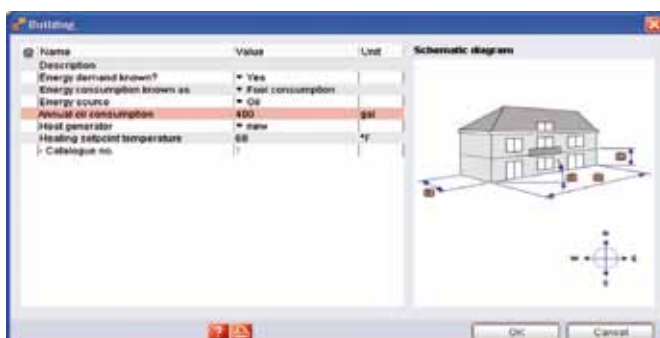 Building
@ Name Value Unit Schematic diagram
Description
Energy demand known? Yes
Energy consumption known as Fuel consumption
Energy source Oil
Annual oil consumption 400 gal
Heat generator new
Heating setpoint temperature 68 °F
- Catalogue no. 1
N
W E
S
?
OK Cancel